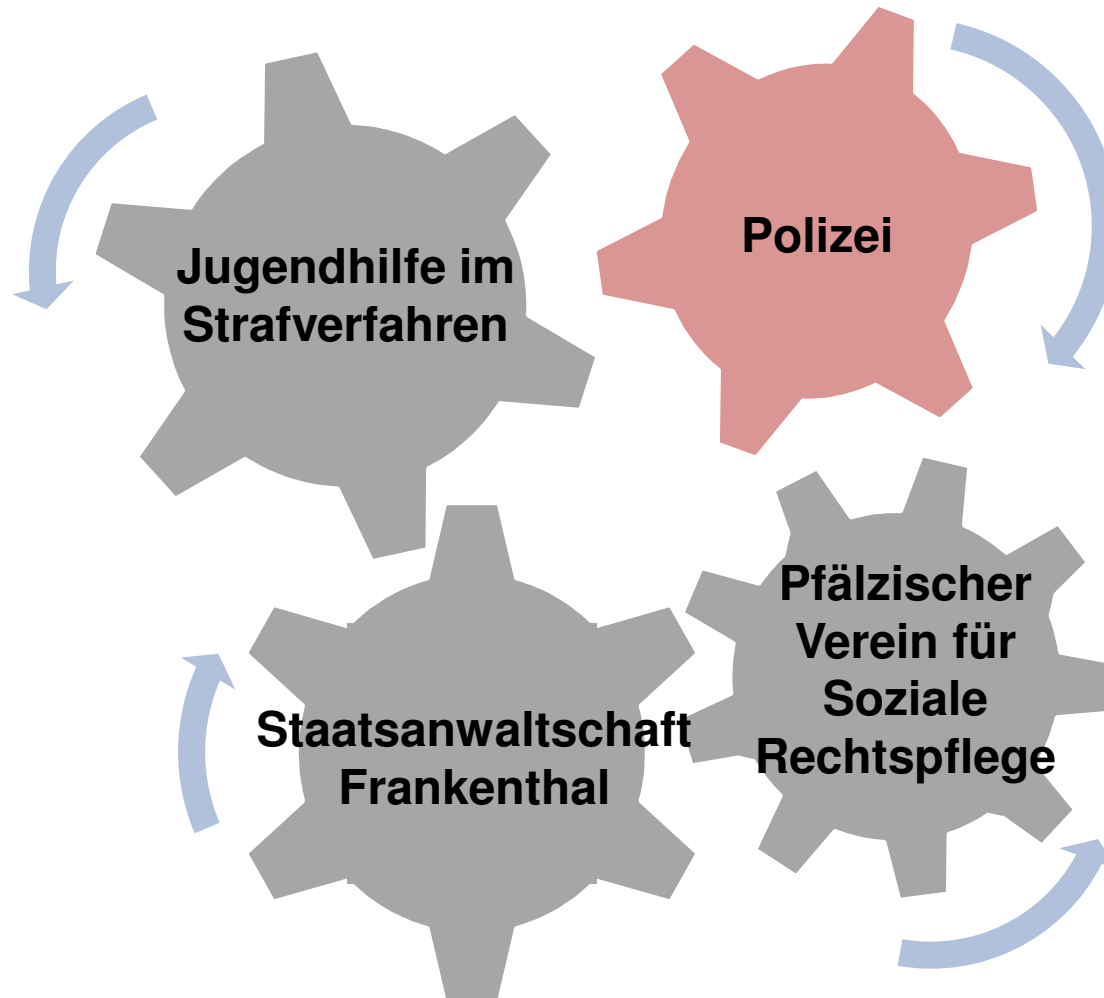 Jugendhilfe im
Strafverfahren
Polizei
Pfälzischer
Verein für
Soziale
Rechtspflege
Staatsanwaltschaft
Frankenthal